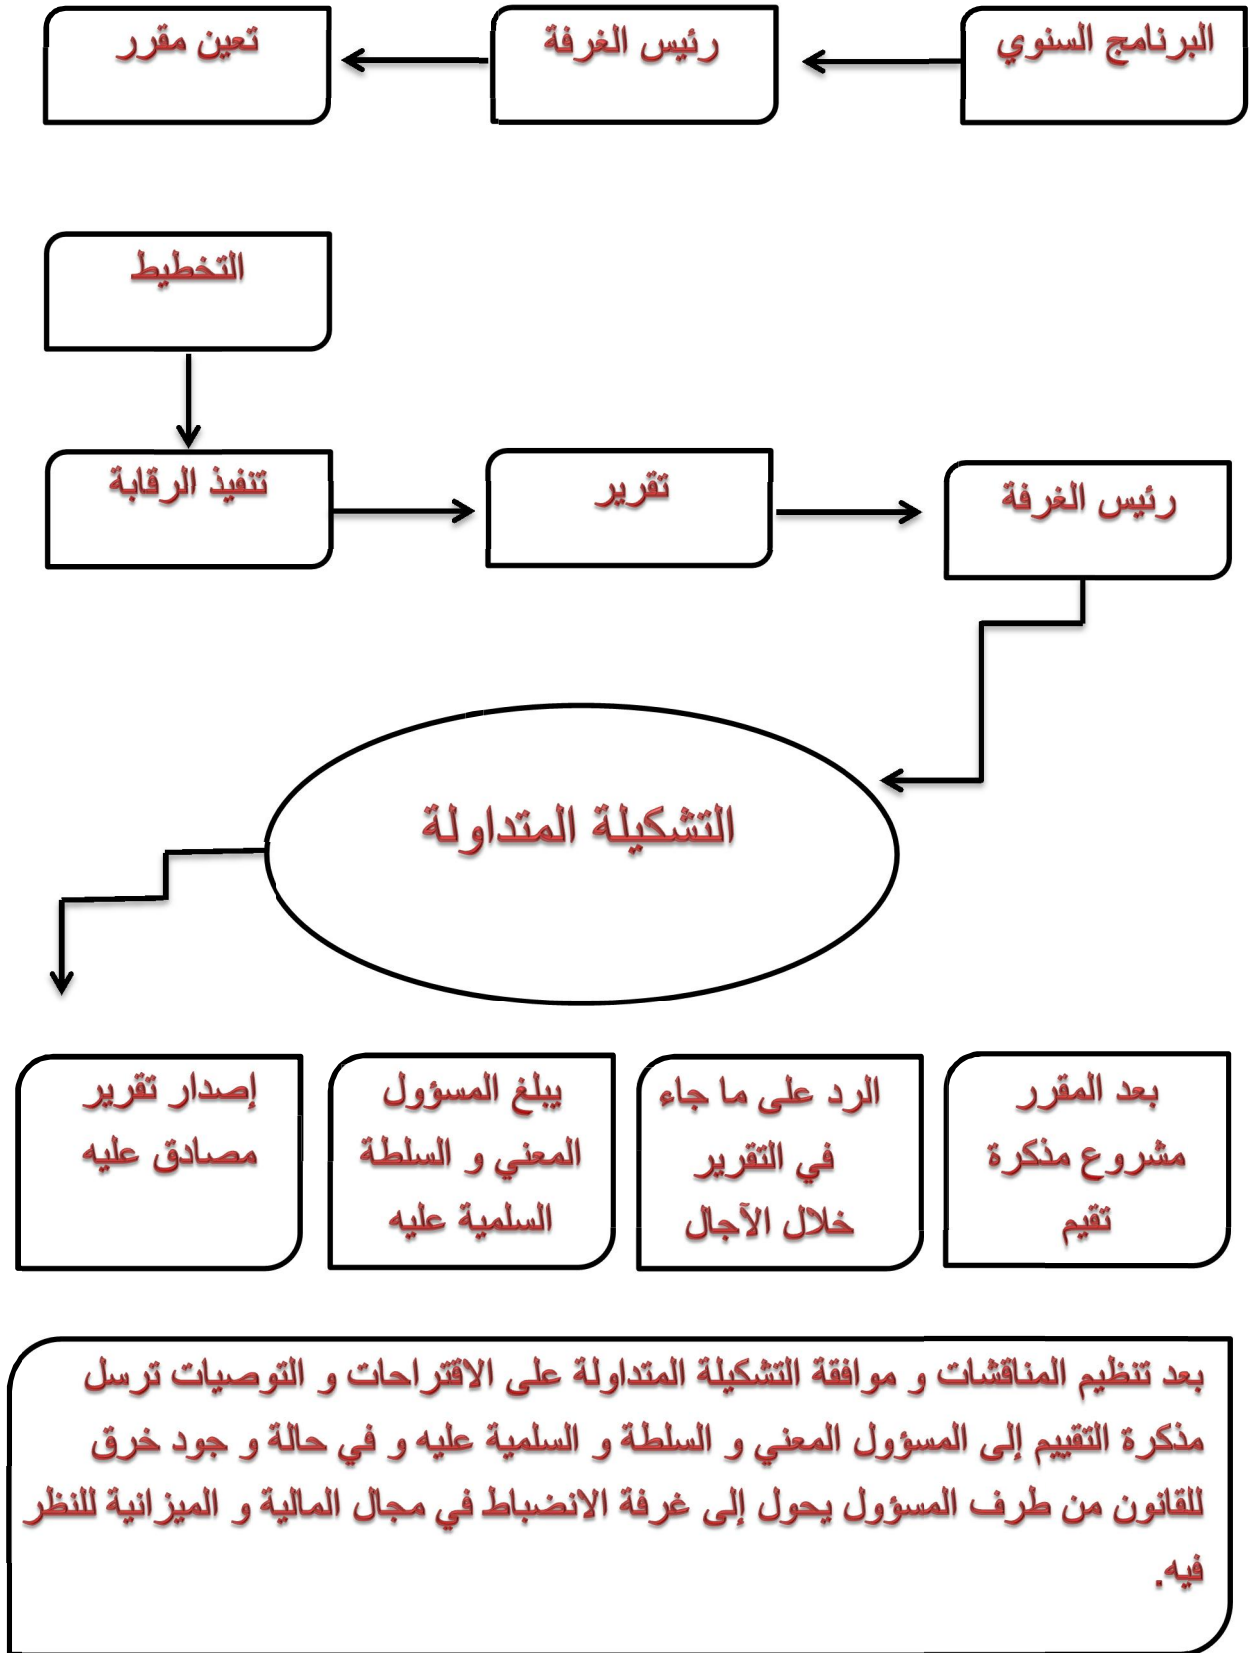 البرنامج السنوي
رئيس الغرفة
تعين مقرر
التخطيط
تنفيذ الرقابة
تقرير
رئيس الغرفة
التشكيلة المتداولة
بعد المقرر
مشروع مذكرة
تقيم
الرد على ما جاء
في التقرير
خلال الآجال
يبلغ المسؤول
المعني و السلطة
السلمية عليه
إصدار تقرير
مصادق عليه
بعد تنظيم المناقشات و موافقة التشكيلة المتداولة على الاقتراحات و التوصيات ترسل
مذكرة التقييم إلى المسؤول المعني و السلطة و السلمية عليه و في حالة و جود خرق
للقانون من طرف المسؤول يحول إلى غرفة الانضباط في مجال المالية و الميزانية للنظر
فيه.